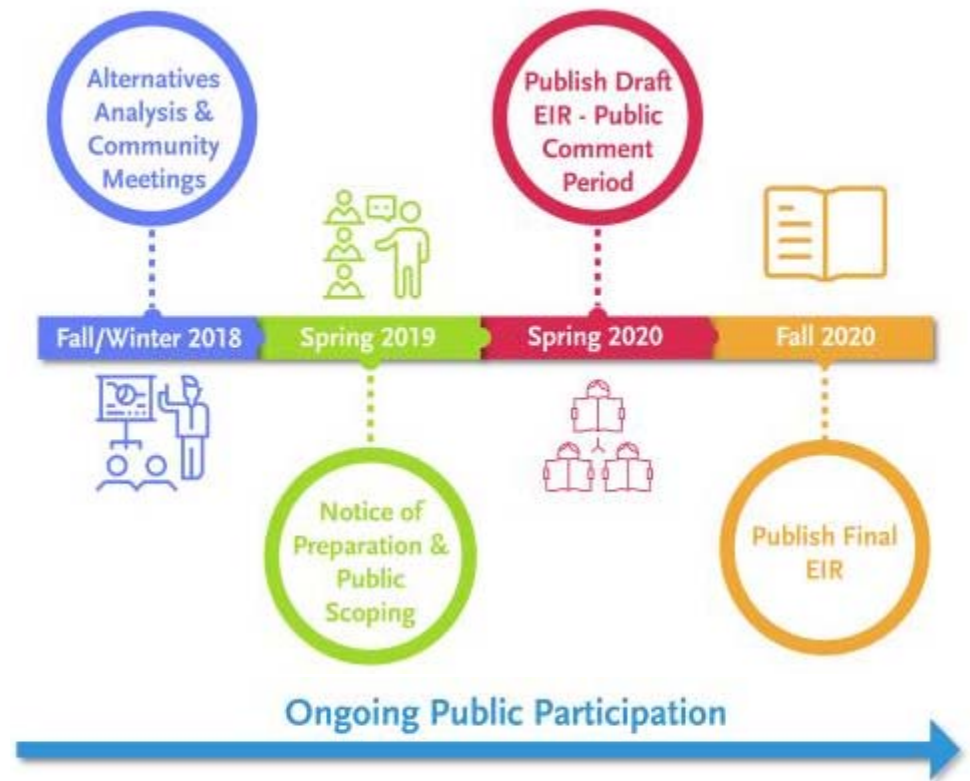 Alternatives
Analysis &
Community
Meetings
Publish Draft
EIR - Public
Comment
Period
Fall/Winter 2018
Spring 2019
Spring 2020
Fall 2020
Notice of
Preparation &
Public
Scoping
Publish Final
EIR
Ongoing Public Participation